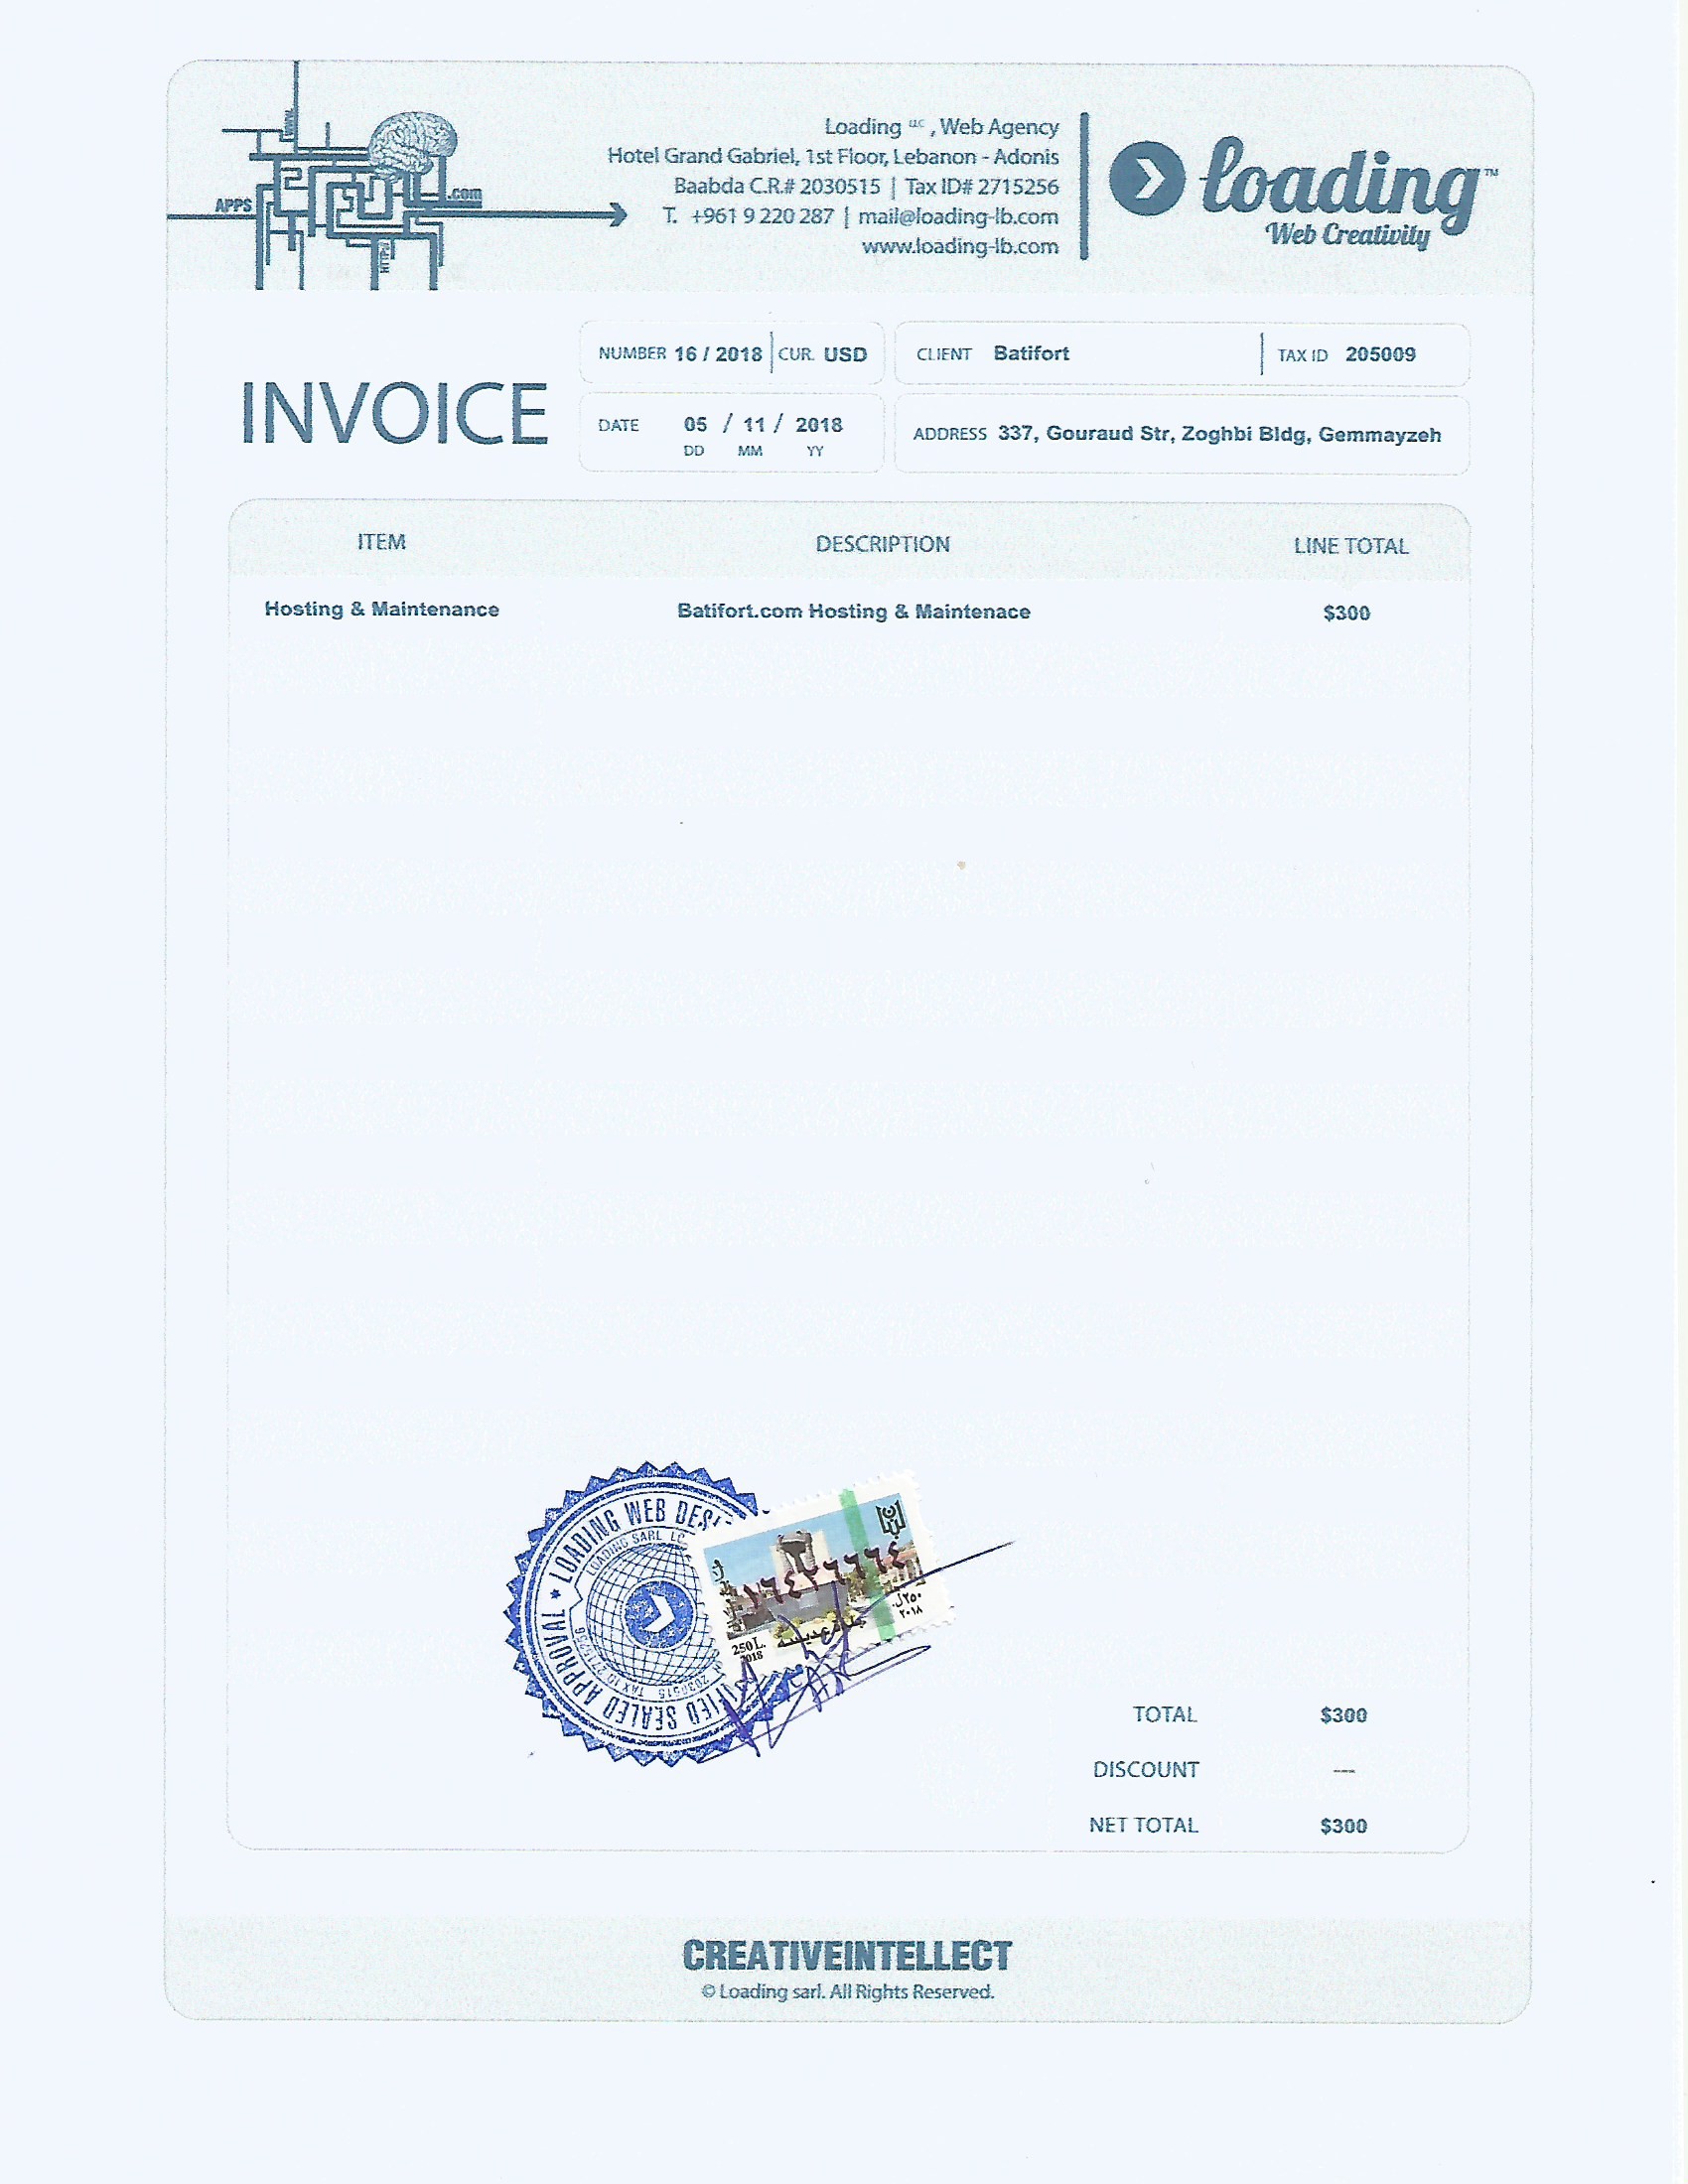 Loading LLC, Web Agency
Hotel Grand Gabriel, 1st Floor, Lebanon - Adonis
Baabda C.R.# 2030515 | Tax ID# 2715256
T. +961 9 220 287 | mail@loading-lb.com
www.loading-lb.com
APPS
.com
loading™
Web Creativity
INVOICE
NUMBER 16 / 2018 CUR. USD
CLIENT Batifort TAX ID 205009
DATE 05 / 11 / 2018
DD MM YY
ADDRESS 337, Gouraud Str, Zoghbi Bldg, Gemmayzeh
ITEM DESCRIPTION LINE TOTAL
Hosting & Maintenance Batifort.com Hosting & Maintenace $300
LOADING WEB
LOADING SARL
SEALED APPROVAL
TAX ID 2715256
2030515
لبنان
٢٥٠ل.
٢٠١٨
250L.
2018
TOTAL $300
DISCOUNT ---
NET TOTAL $300
CREATIVEINTELLECT
© Loading sarl. All Rights Reserved.